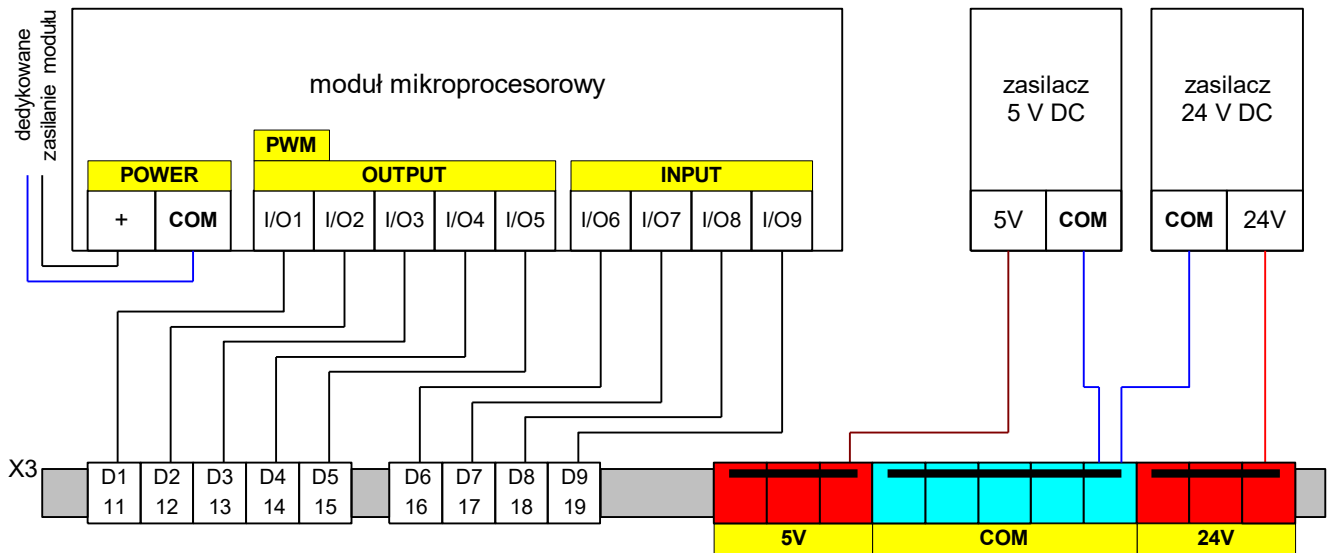 dedykowane
zasilanie modułu
moduł mikroprocesorowy
zasilacz
5 V DC
zasilacz
24 V DC
PWM
POWER
OUTPUT
INPUT
+ COM I/O1 I/O2 I/O3 I/O4 I/O5 I/O6 I/O7 I/O8 I/O9 5V COM COM 24V
X3
D1 D2 D3 D4 D5 D6 D7 D8 D9
11 12 13 14 15 16 17 18 19
5V COM 24V